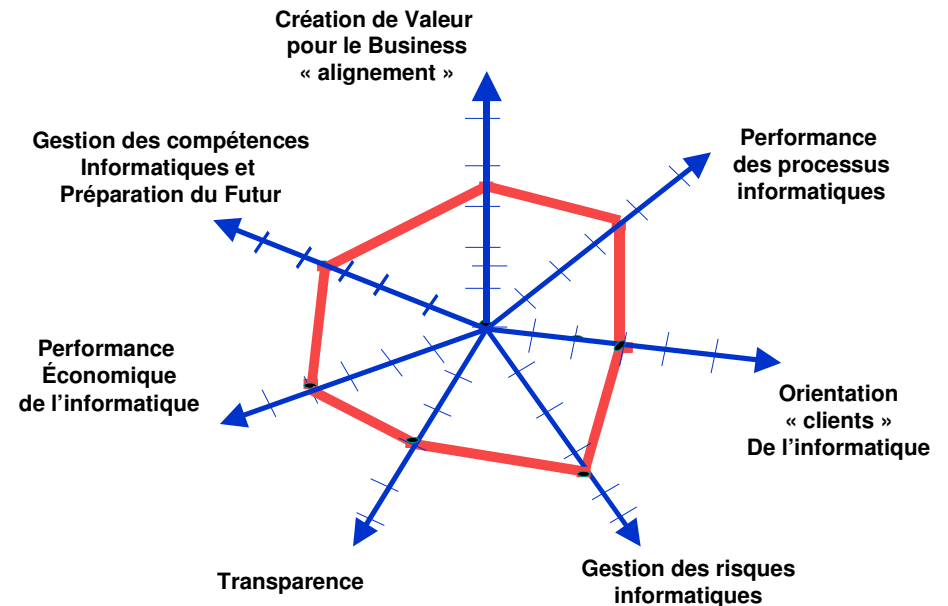 Création de Valeur
pour le Business
« alignement »
Performance
des processus
informatiques
Gestion des compétences
Informatiques et
Préparation du Futur
Performance
Économique
de l’informatique
Orientation
« clients »
De l’informatique
Transparence
Gestion des risques
informatiques